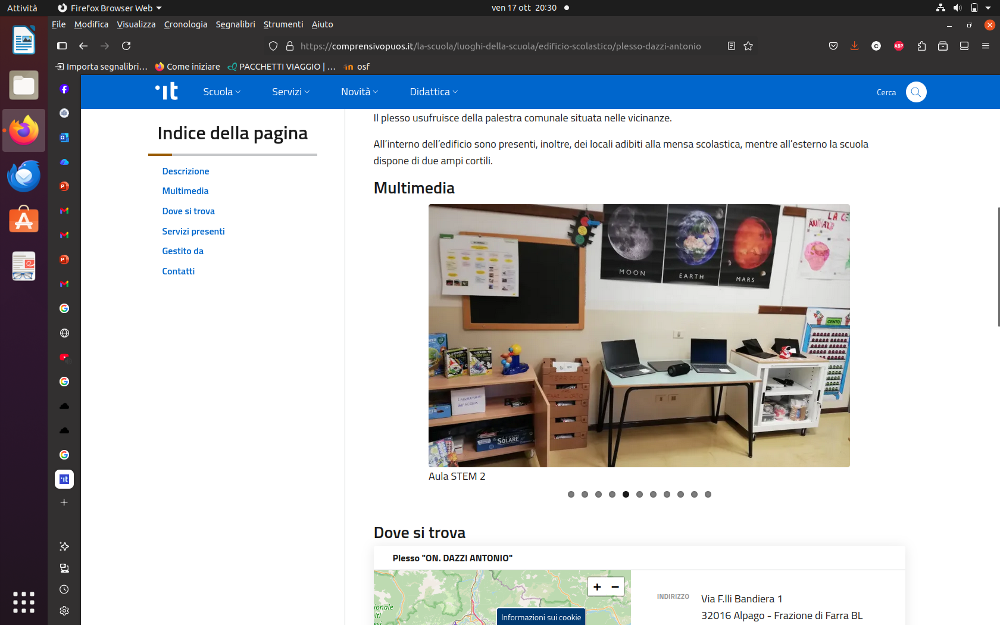 Attività
Firefox Browser Web
ven 17 ott 20:30
File Modifica Visualizza Cronologia Segnalibri Strumenti Aiuto
https://comprensivopuos.it/la-scuola/luoghi-della-scuola/edificio-scolastico/plesso-dazzi-antonio
Importa segnalibri… Come iniziare PACCHETTI VIAGGIO | … osf
it Scuola Servizi Novità Didattica Cerca
Indice della pagina
Descrizione
Multimedia
Dove si trova
Servizi presenti
Gestito da
Contatti
Il plesso usufruisce della palestra comunale situata nelle vicinanze.
All'interno dell'edificio sono presenti, inoltre, dei locali adibiti alla mensa scolastica, mentre all'esterno la scuola
dispone di due ampi cortili.
Multimedia
MOON
EARTH
MARS
CENTO
LABORATORIO
SOLARE
Aula STEM 2
Dove si trova
Plesso "ON. DAZZI ANTONIO"
+ −
INDIRIZZO
Via F.lli Bandiera 1
32016 Alpago - Frazione di Farra BL
Informazioni sui cookie